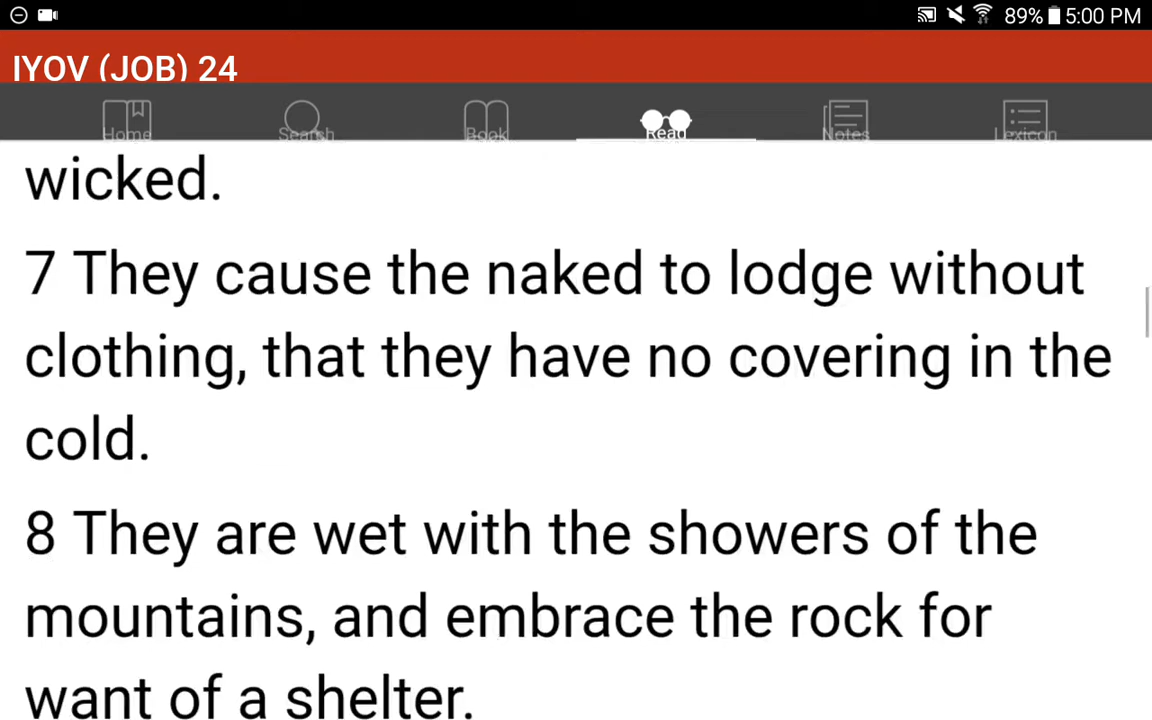 89% 5:00 PM
IYOV (JOB) 24
Home Search Book Read Notes Lexicon
wicked.
7 They cause the naked to lodge without
clothing, that they have no covering in the
cold.
8 They are wet with the showers of the
mountains, and embrace the rock for
want of a shelter.